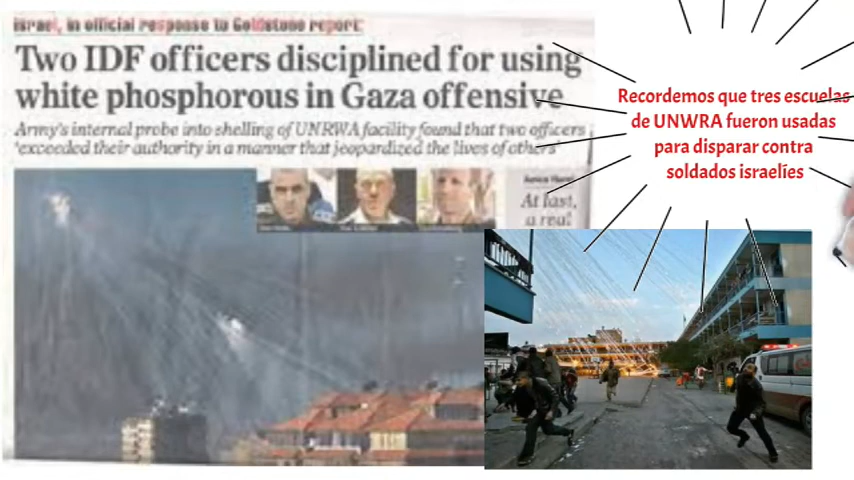 Israel, in official response to Goldstone report:
Two IDF officers disciplined for using
white phosphorous in Gaza offensive
Army's internal probe into shelling of UNRWA facility found that two officers
'exceeded their authority in a manner that jeopardized the lives of others'
At last,
a real
Recordemos que tres escuelas
de UNWRA fueron usadas
para disparar contra
soldados israelíes